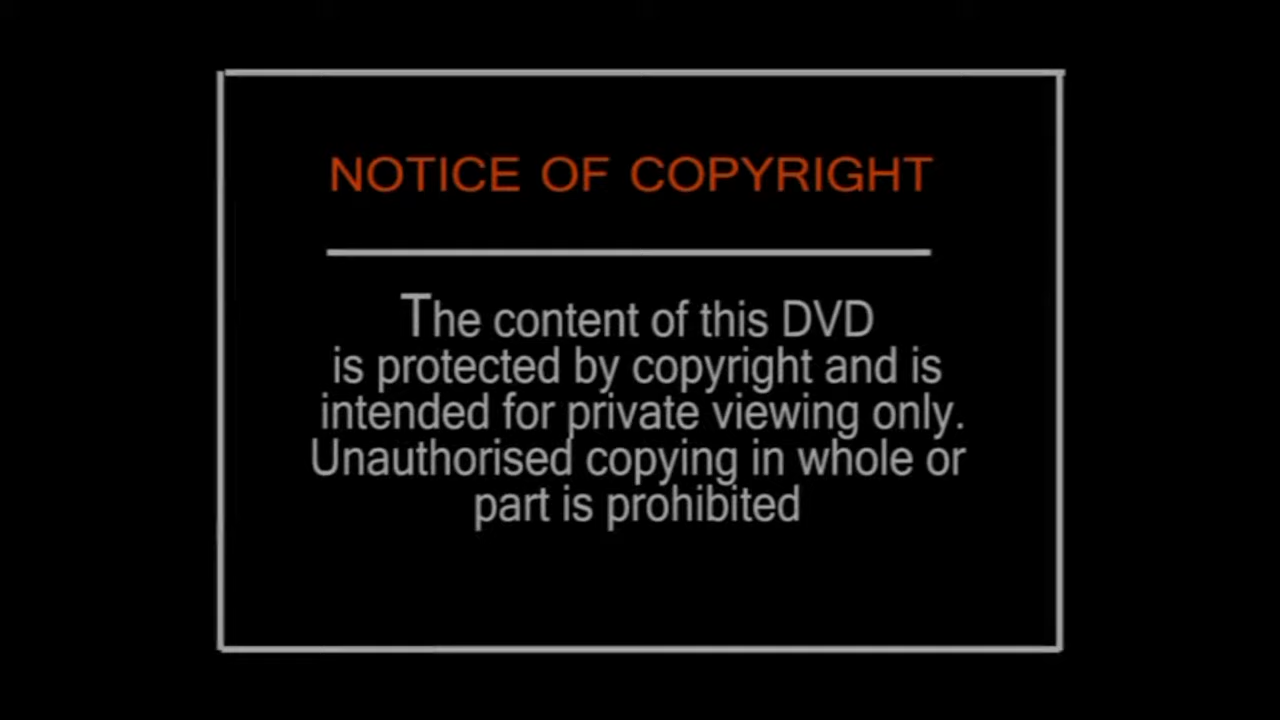 NOTICE OF COPYRIGHT
The content of this DVD
is protected by copyright and is
intended for private viewing only.
Unauthorised copying in whole or
part is prohibited